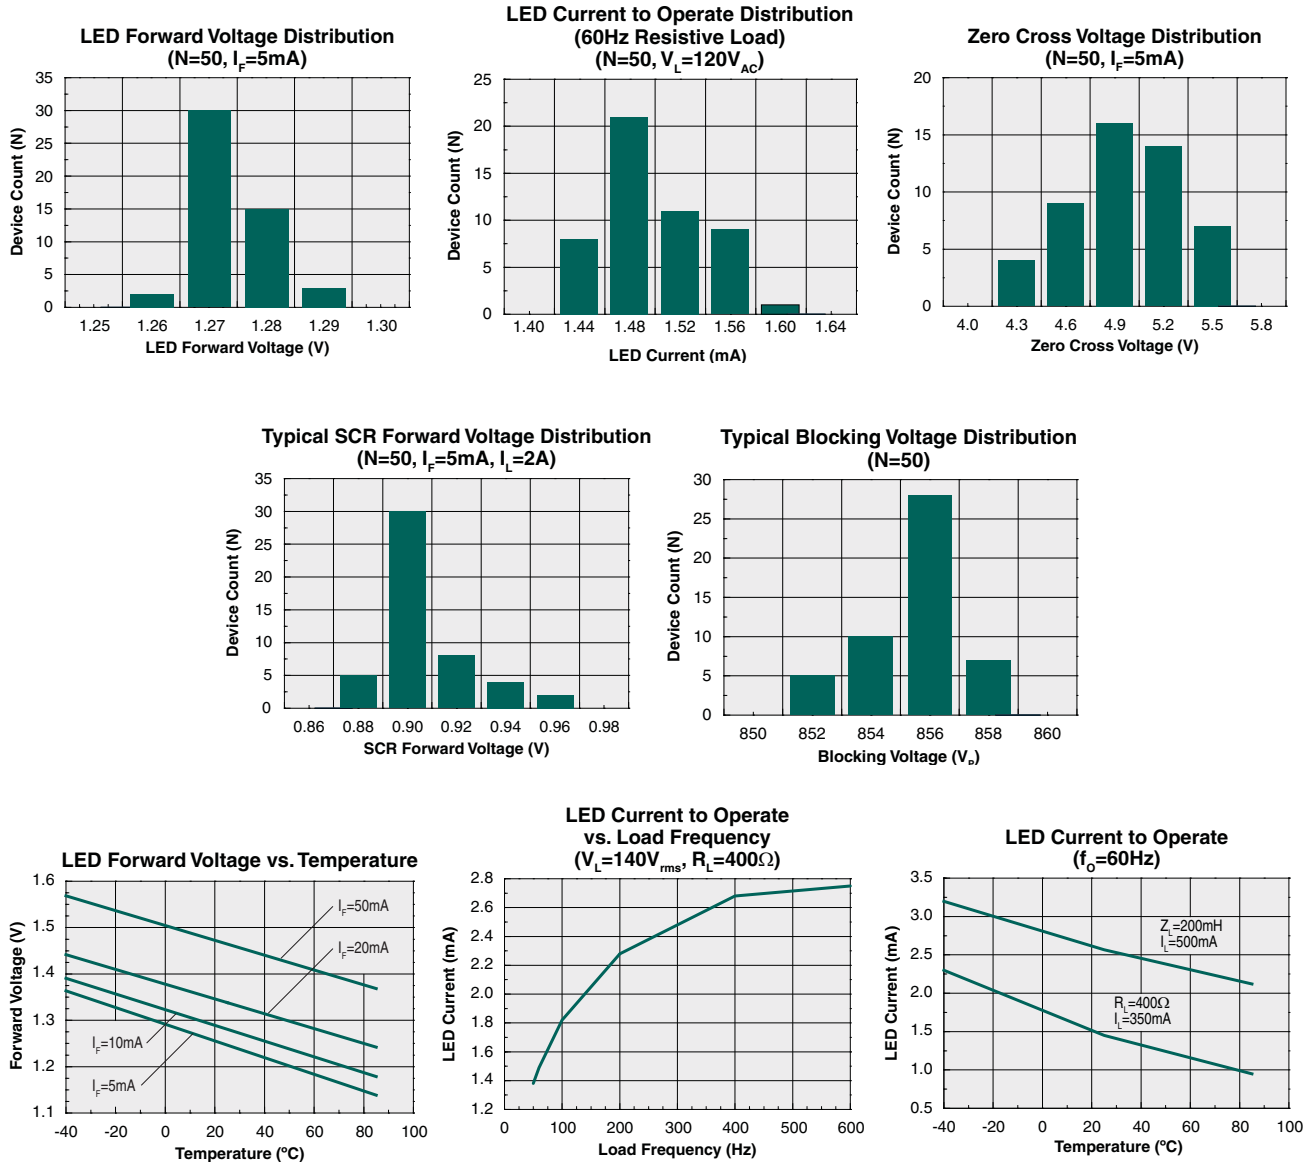 LED Forward Voltage Distribution
(N=50, IF=5mA)
35
30
25
20
15
10
5
0
Device Count (N)
1.25 1.26 1.27 1.28 1.29 1.30
LED Forward Voltage (V)
LED Current to Operate Distribution
(60Hz Resistive Load)
(N=50, VL=120VAC)
25
20
15
10
5
0
Device Count (N)
1.40 1.44 1.48 1.52 1.56 1.60 1.64
LED Current (mA)
Zero Cross Voltage Distribution
(N=50, IF=5mA)
20
15
10
5
0
Device Count (N)
4.0 4.3 4.6 4.9 5.2 5.5 5.8
Zero Cross Voltage (V)
Typical SCR Forward Voltage Distribution
(N=50, IF=5mA, IL=2A)
35
30
25
20
15
10
5
0
Device Count (N)
0.86 0.88 0.90 0.92 0.94 0.96 0.98
SCR Forward Voltage (V)
Typical Blocking Voltage Distribution
(N=50)
30
25
20
15
10
5
0
Device Count (N)
850 852 854 856 858 860
Blocking Voltage (VP)
LED Forward Voltage vs. Temperature
1.6
1.5
1.4
1.3
1.2
1.1
Forward Voltage (V)
IF=50mA
IF=20mA
IF=10mA
IF=5mA
-40 -20 0 20 40 60 80 100
Temperature (ºC)
LED Current to Operate
vs. Load Frequency
(VL=140Vrms, RL=400Ω)
2.8
2.6
2.4
2.2
2.0
1.8
1.6
1.4
1.2
LED Current (mA)
0 100 200 300 400 500 600
Load Frequency (Hz)
LED Current to Operate
(fO=60Hz)
3.5
3.0
2.5
2.0
1.5
1.0
0.5
LED Current (mA)
ZL=200mH
IL=500mA
RL=400Ω
IL=350mA
-40 -20 0 20 40 60 80 100
Temperature (ºC)